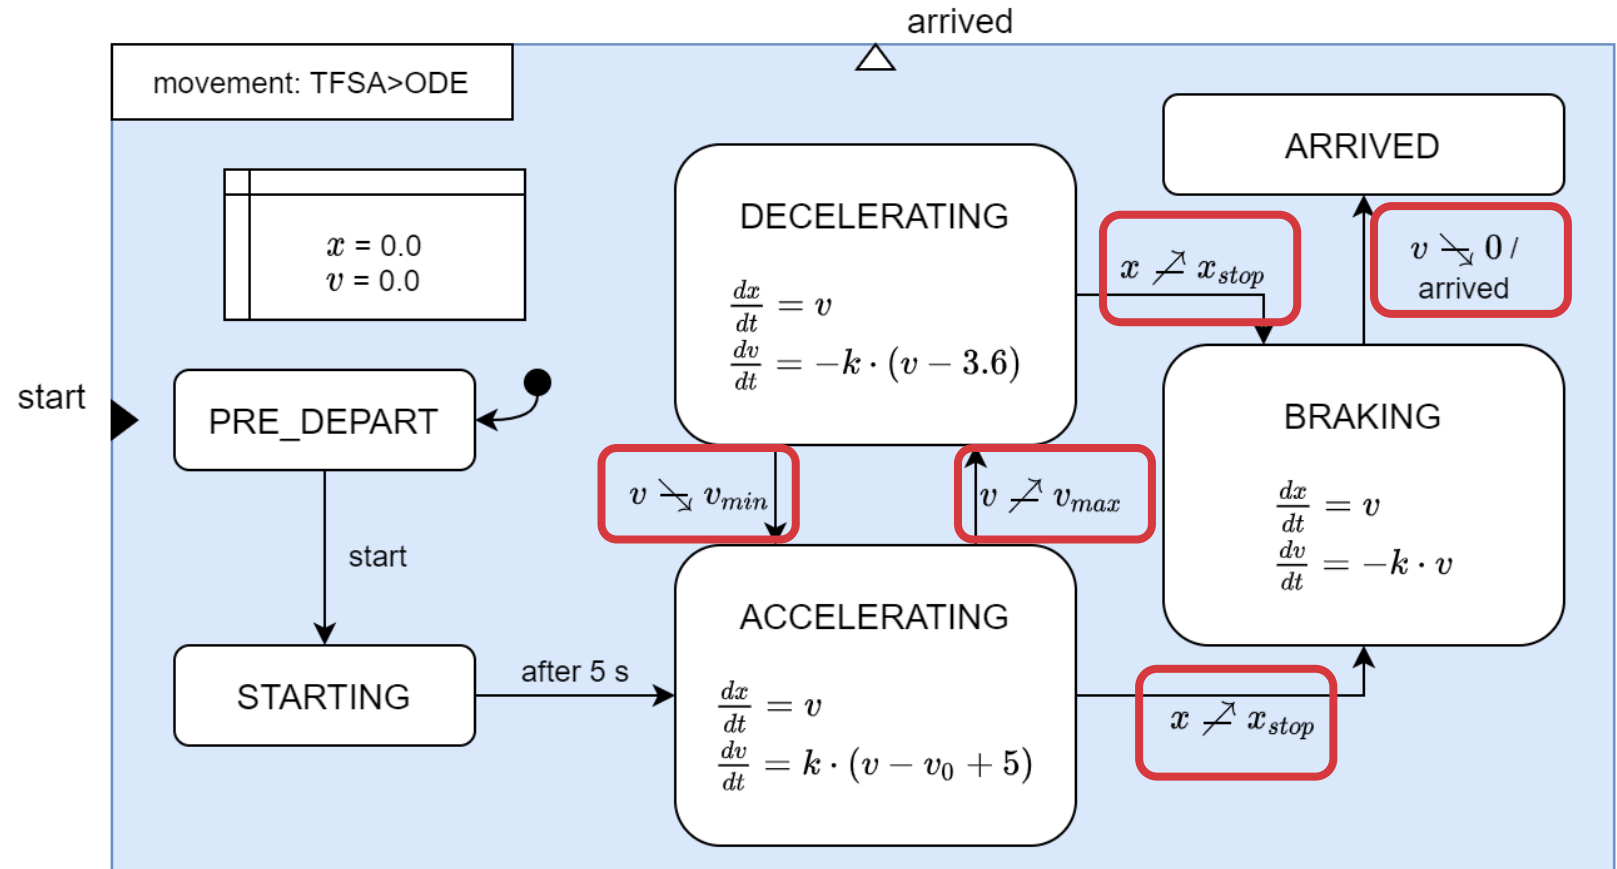 arrived
movement: TFSA>ODE
x = 0.0
v = 0.0
start
PRE_DEPART
start
STARTING
after 5 s
DECELERATING
dx/dt = v
dv/dt = −k · (v − 3.6)
v ↘ v_min
v ↗ v_max
ACCELERATING
dx/dt = v
dv/dt = k · (v − v_0 + 5)
x ↗ x_stop
x ↗ x_stop
ARRIVED
v ↘ 0 /
arrived
BRAKING
dx/dt = v
dv/dt = −k · v